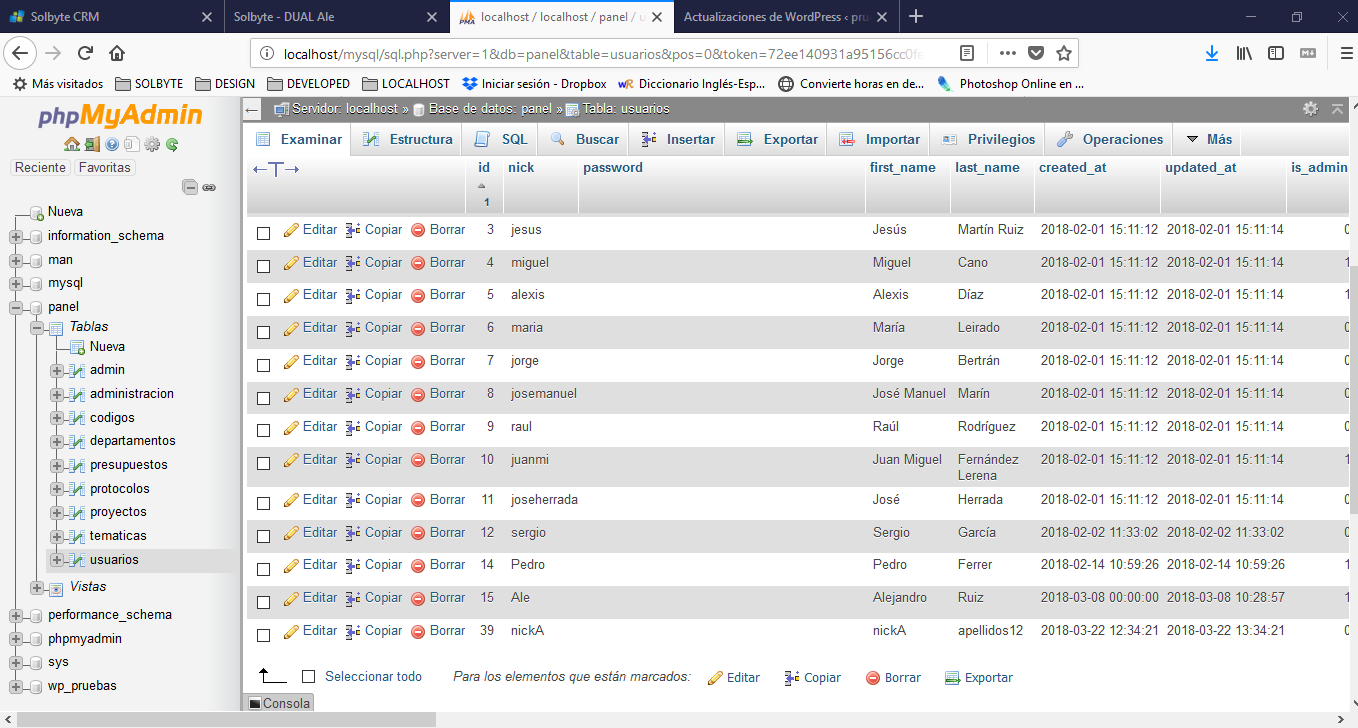 Solbyte CRM
Solbyte - DUAL Ale
localhost / localhost / panel / u
Actualizaciones de WordPress ‹ pru
localhost/mysql/sql.php?server=1&db=panel&table=usuarios&pos=0&token=72ee140931a95156cc0fe
Más visitados SOLBYTE DESIGN DEVELOPED LOCALHOST Iniciar sesión - Dropbox wR Diccionario Inglés-Esp... Convierte horas en de... Photoshop Online en ...
phpMyAdmin
Reciente Favoritas
Nueva
information_schema
man
mysql
panel
Tablas
Nueva
admin
administracion
codigos
departamentos
presupuestos
protocolos
proyectos
tematicas
usuarios
Vistas
performance_schema
phpmyadmin
sys
wp_pruebas
Servidor: localhost » Base de datos: panel » Tabla: usuarios
Examinar Estructura SQL Buscar Insertar Exportar Importar Privilegios Operaciones Más
←T→ id 1 nick password first_name last_name created_at updated_at is_admin
Editar Copiar Borrar 3 jesus Jesús Martín Ruiz 2018-02-01 15:11:12 2018-02-01 15:11:14 0
Editar Copiar Borrar 4 miguel Miguel Cano 2018-02-01 15:11:12 2018-02-01 15:11:14 1
Editar Copiar Borrar 5 alexis Alexis Díaz 2018-02-01 15:11:12 2018-02-01 15:11:14 1
Editar Copiar Borrar 6 maria María Leirado 2018-02-01 15:11:12 2018-02-01 15:11:14 0
Editar Copiar Borrar 7 jorge Jorge Bertrán 2018-02-01 15:11:12 2018-02-01 15:11:14 0
Editar Copiar Borrar 8 josemanuel José Manuel Marín 2018-02-01 15:11:12 2018-02-01 15:11:14 0
Editar Copiar Borrar 9 raul Raúl Rodríguez 2018-02-01 15:11:12 2018-02-01 15:11:14 0
Editar Copiar Borrar 10 juanmi Juan Miguel Fernández Lerena 2018-02-01 15:11:12 2018-02-01 15:11:14 1
Editar Copiar Borrar 11 joseherrada José Herrada 2018-02-01 15:11:12 2018-02-01 15:11:14 0
Editar Copiar Borrar 12 sergio Sergio García 2018-02-02 11:33:02 2018-02-02 11:33:02 0
Editar Copiar Borrar 14 Pedro Pedro Ferrer 2018-02-14 10:59:26 2018-02-14 10:59:26 1
Editar Copiar Borrar 15 Ale Alejandro Ruiz 2018-03-08 00:00:00 2018-03-08 10:28:57 1
Editar Copiar Borrar 39 nickA nickA apellidos12 2018-03-22 12:34:21 2018-03-22 13:34:21 0
Seleccionar todo Para los elementos que están marcados: Editar Copiar Borrar Exportar
Consola